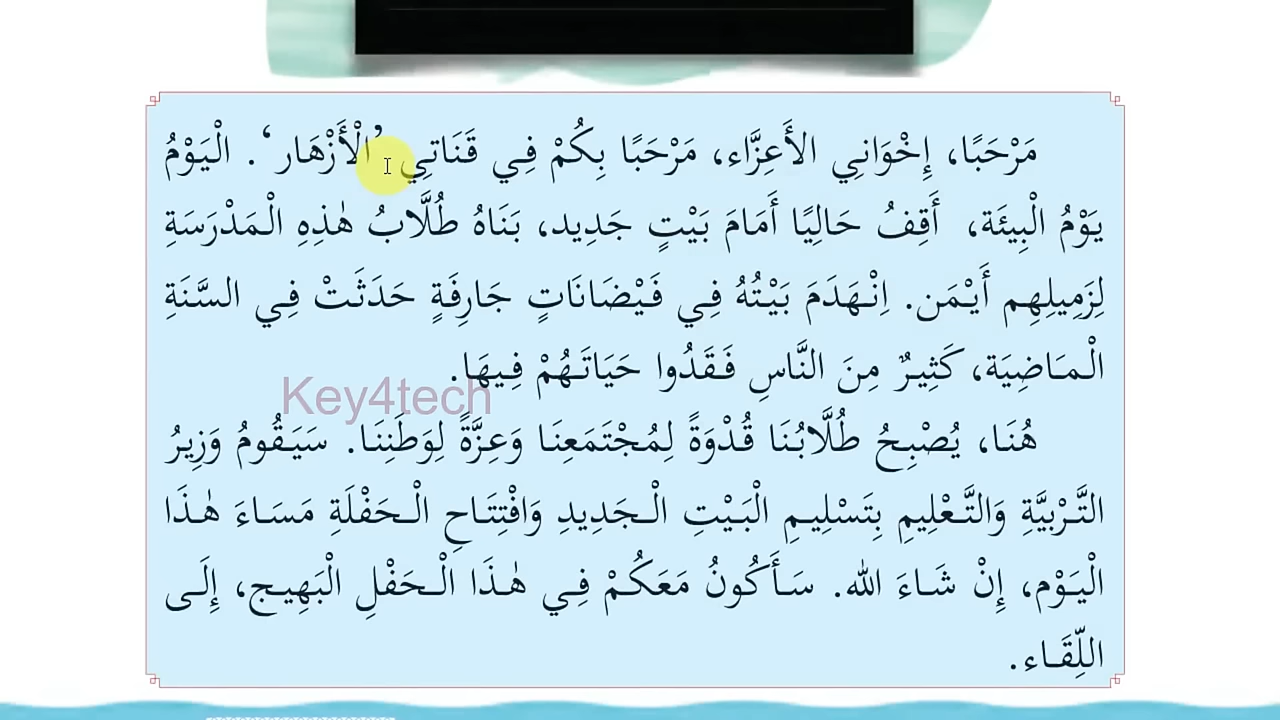 مَرْحَبًا، إِخْوَانِي الأَعِزَّاء، مَرْحَبًا بِكُمْ فِي قَنَاتِي ’الْأَزْهَار‘. الْيَوْمُ
يَوْمُ الْبِيئَة، أَقِفُ حَالِيًا أَمَامَ بَيْتٍ جَدِيد، بَنَاهُ طُلَّابُ هٰذِهِ الْمَدْرَسَةِ
لِزَمِيلِهِم أَيْمَن. اِنْهَدَمَ بَيْتُهُ فِي فَيْضَانَاتٍ جَارِفَةٍ حَدَثَتْ فِي السَّنَةِ
الْمَاضِيَة، كَثِيرٌ مِنَ النَّاسِ فَقَدُوا حَيَاتَهُمْ فِيهَا.
Key4tech
هُنَا، يُصْبِحُ طُلَّابُنَا قُدْوَةً لِمُجْتَمَعِنَا وَعِزَّةً لِوَطَنِنَا. سَيَقُومُ وَزِيرُ
التَّرْبِيَّةِ وَالتَّعْلِيمِ بِتَسْلِيمِ الْبَيْتِ الْجَدِيدِ وَافْتِتَاحِ الْحَفْلَةِ مَسَاءَ هٰذَا
الْيَوْم، إِنْ شَاءَ الله. سَأَكُونُ مَعَكُمْ فِي هٰذَا الْحَفْلِ الْبَهِيج، إِلَى
اللِّقَاء.